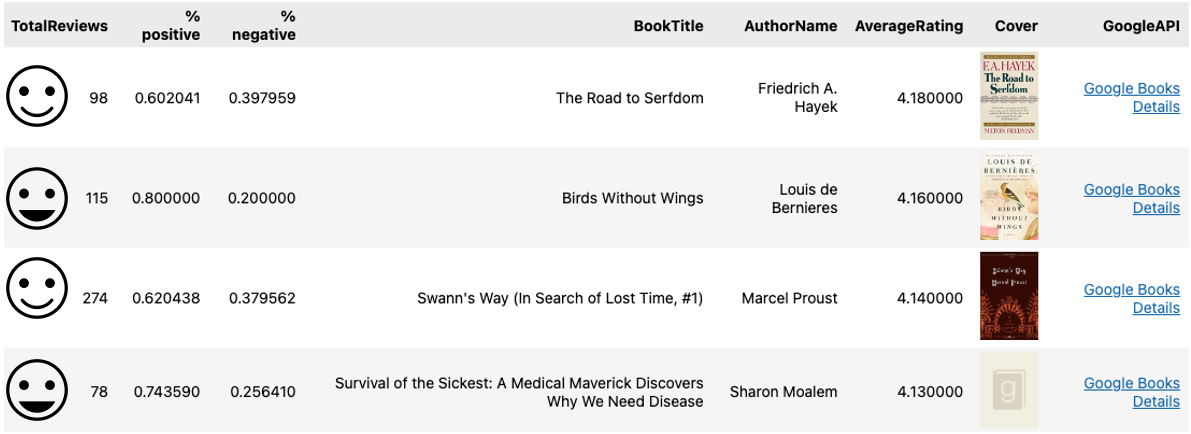 TotalReviews % positive % negative BookTitle AuthorName AverageRating Cover GoogleAPI
98 0.602041 0.397959 The Road to Serfdom Friedrich A. Hayek 4.180000 Google Books Details
F.A. HAYEK
The Road to
Serfdom
MILTON FRIEDMAN
115 0.800000 0.200000 Birds Without Wings Louis de Bernieres 4.160000 Google Books Details
LOUIS DE
BERNIÈRES
BIRDS
WITHOUT
WINGS
274 0.620438 0.379562 Swann's Way (In Search of Lost Time, #1) Marcel Proust 4.140000 Google Books Details
Swann's Way
Marcel Proust
78 0.743590 0.256410 Survival of the Sickest: A Medical Maverick Discovers Why We Need Disease Sharon Moalem 4.130000 Google Books Details
g